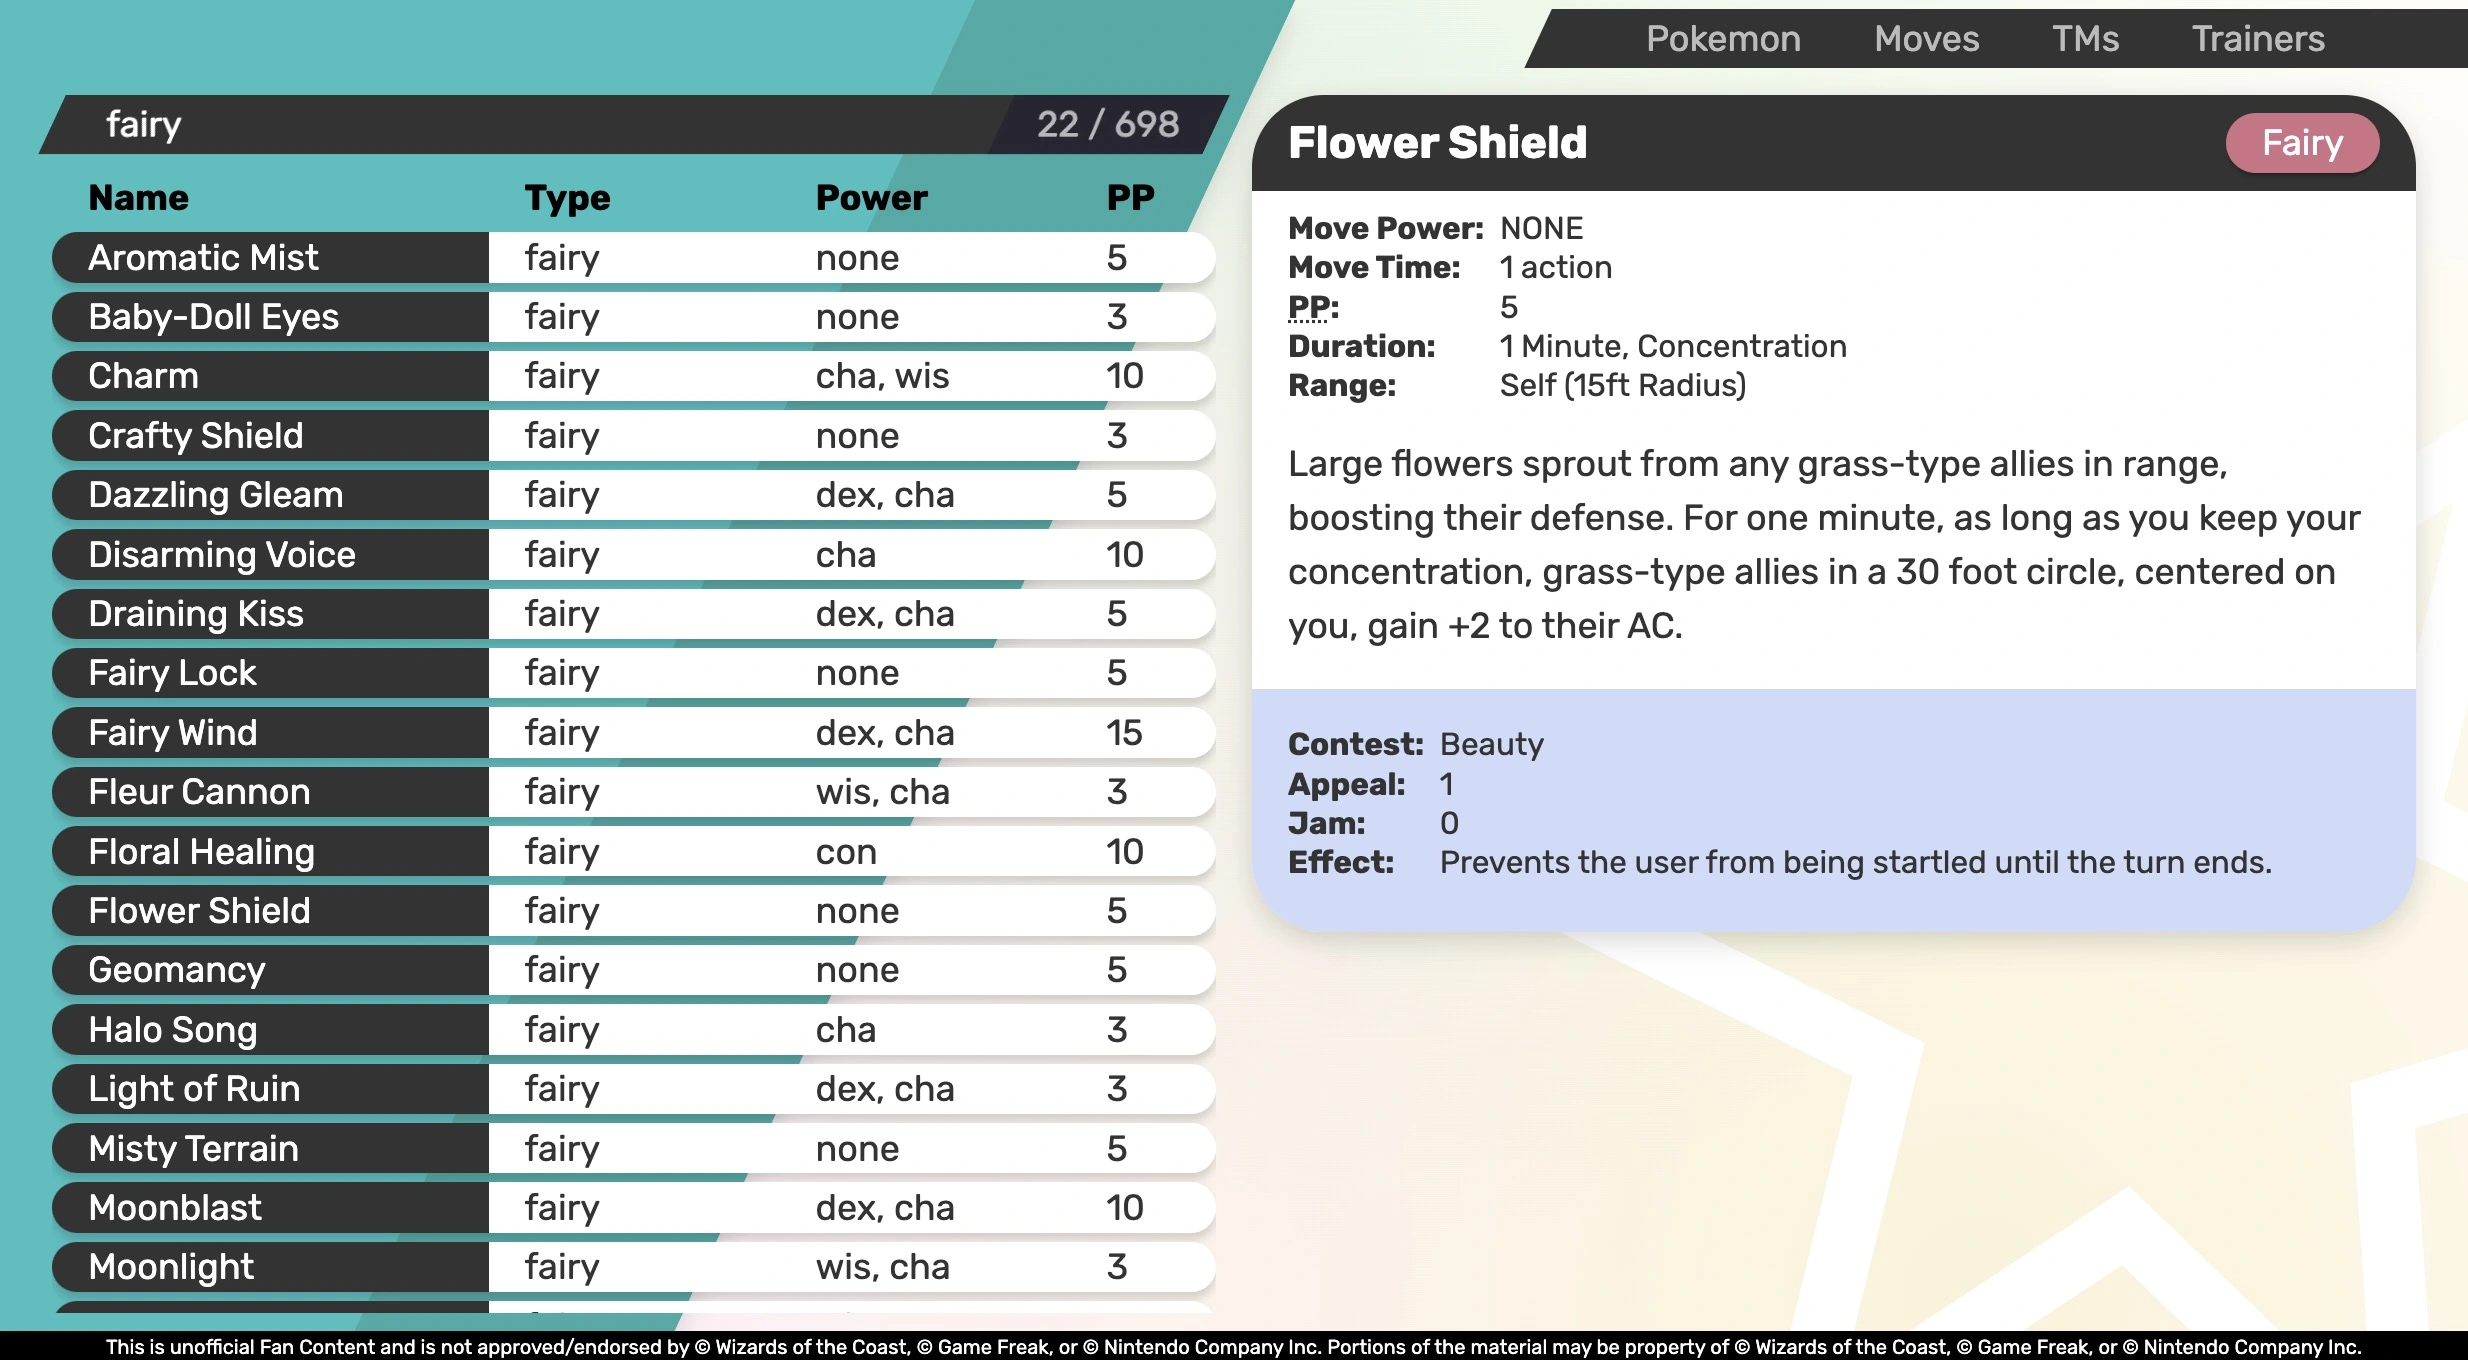 Pokemon Moves TMs Trainers
fairy 22 / 698
Name Type Power PP
Aromatic Mist fairy none 5
Baby-Doll Eyes fairy none 3
Charm fairy cha, wis 10
Crafty Shield fairy none 3
Dazzling Gleam fairy dex, cha 5
Disarming Voice fairy cha 10
Draining Kiss fairy dex, cha 5
Fairy Lock fairy none 5
Fairy Wind fairy dex, cha 15
Fleur Cannon fairy wis, cha 3
Floral Healing fairy con 10
Flower Shield fairy none 5
Geomancy fairy none 5
Halo Song fairy cha 3
Light of Ruin fairy dex, cha 3
Misty Terrain fairy none 5
Moonblast fairy dex, cha 10
Moonlight fairy wis, cha 3
Flower Shield Fairy
Move Power: NONE
Move Time: 1 action
PP: 5
Duration: 1 Minute, Concentration
Range: Self (15ft Radius)
Large flowers sprout from any grass-type allies in range,
boosting their defense. For one minute, as long as you keep your
concentration, grass-type allies in a 30 foot circle, centered on
you, gain +2 to their AC.
Contest: Beauty
Appeal: 1
Jam: 0
Effect: Prevents the user from being startled until the turn ends.
This is unofficial Fan Content and is not approved/endorsed by © Wizards of the Coast, © Game Freak, or © Nintendo Company Inc. Portions of the material may be property of © Wizards of the Coast, © Game Freak, or © Nintendo Company Inc.